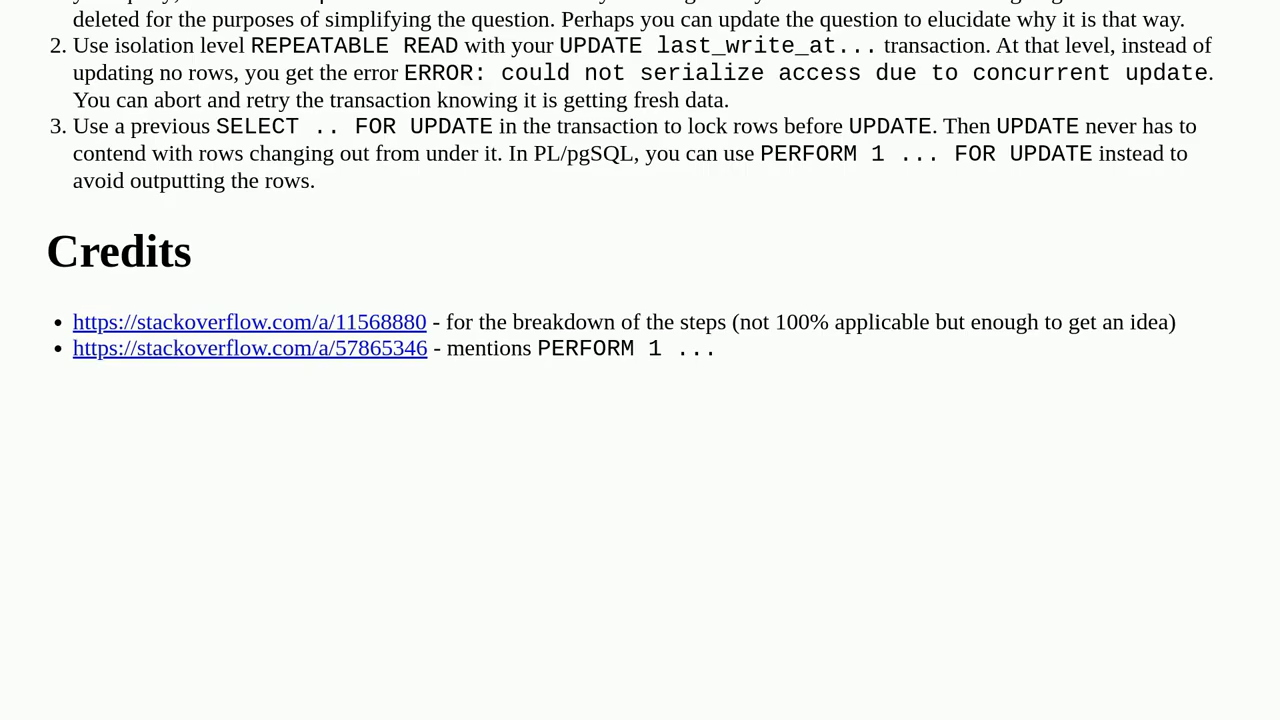 deleted for the purposes of simplifying the question. Perhaps you can update the question to elucidate why it is that way.
2. Use isolation level REPEATABLE READ with your UPDATE last_write_at... transaction. At that level, instead of
updating no rows, you get the error ERROR: could not serialize access due to concurrent update.
You can abort and retry the transaction knowing it is getting fresh data.
3. Use a previous SELECT .. FOR UPDATE in the transaction to lock rows before UPDATE. Then UPDATE never has to
contend with rows changing out from under it. In PL/pgSQL, you can use PERFORM 1 ... FOR UPDATE instead to
avoid outputting the rows.
Credits
• https://stackoverflow.com/a/11568880 - for the breakdown of the steps (not 100% applicable but enough to get an idea)
• https://stackoverflow.com/a/57865346 - mentions PERFORM 1 ...